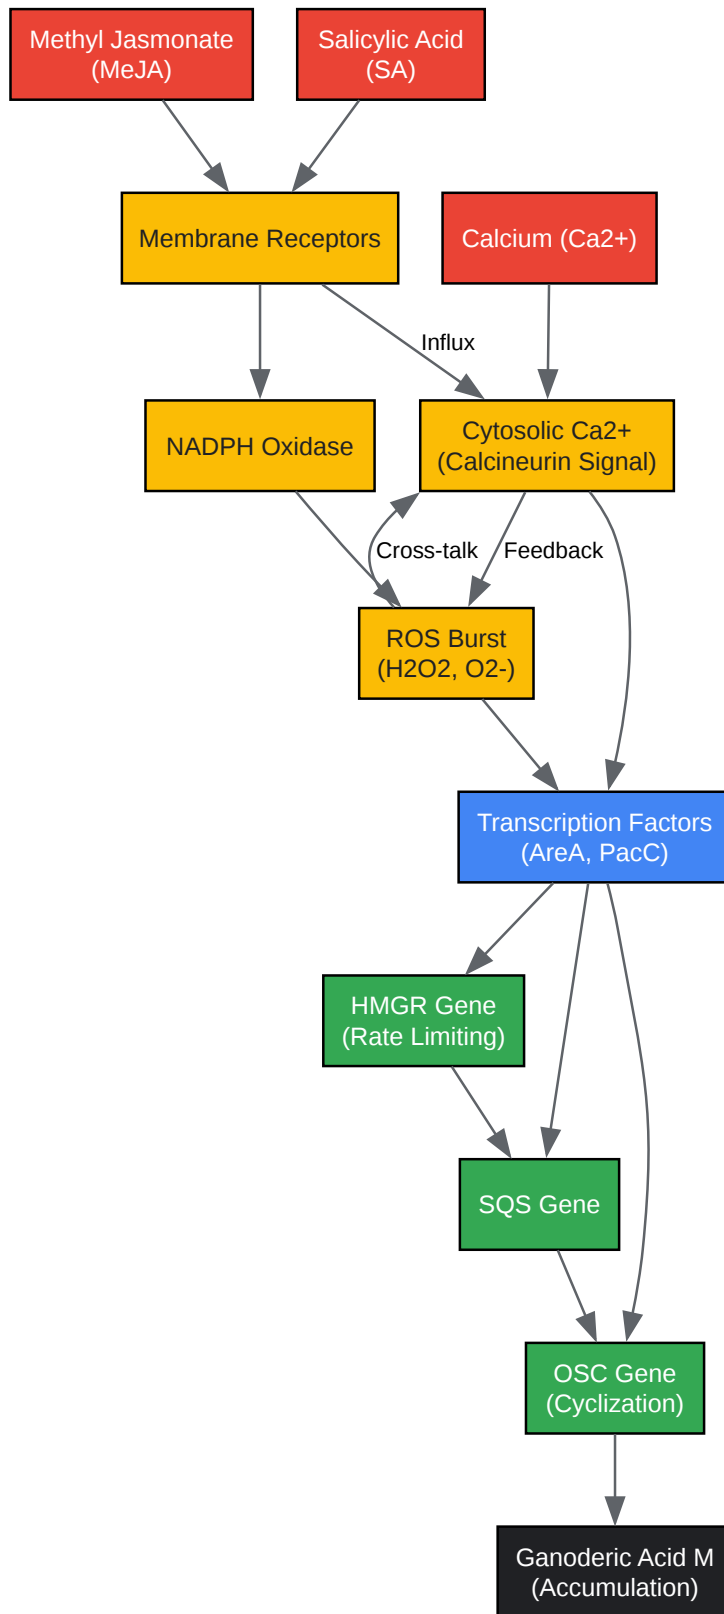 Methyl Jasmonate
(MeJA)
Salicylic Acid
(SA)
Membrane Receptors
Calcium (Ca2+)
Influx
NADPH Oxidase
Cytosolic Ca2+
(Calcineurin Signal)
Cross-talk
Feedback
ROS Burst
(H2O2, O2-)
Transcription Factors
(AreA, PacC)
HMGR Gene
(Rate Limiting)
SQS Gene
OSC Gene
(Cyclization)
Ganoderic Acid M
(Accumulation)